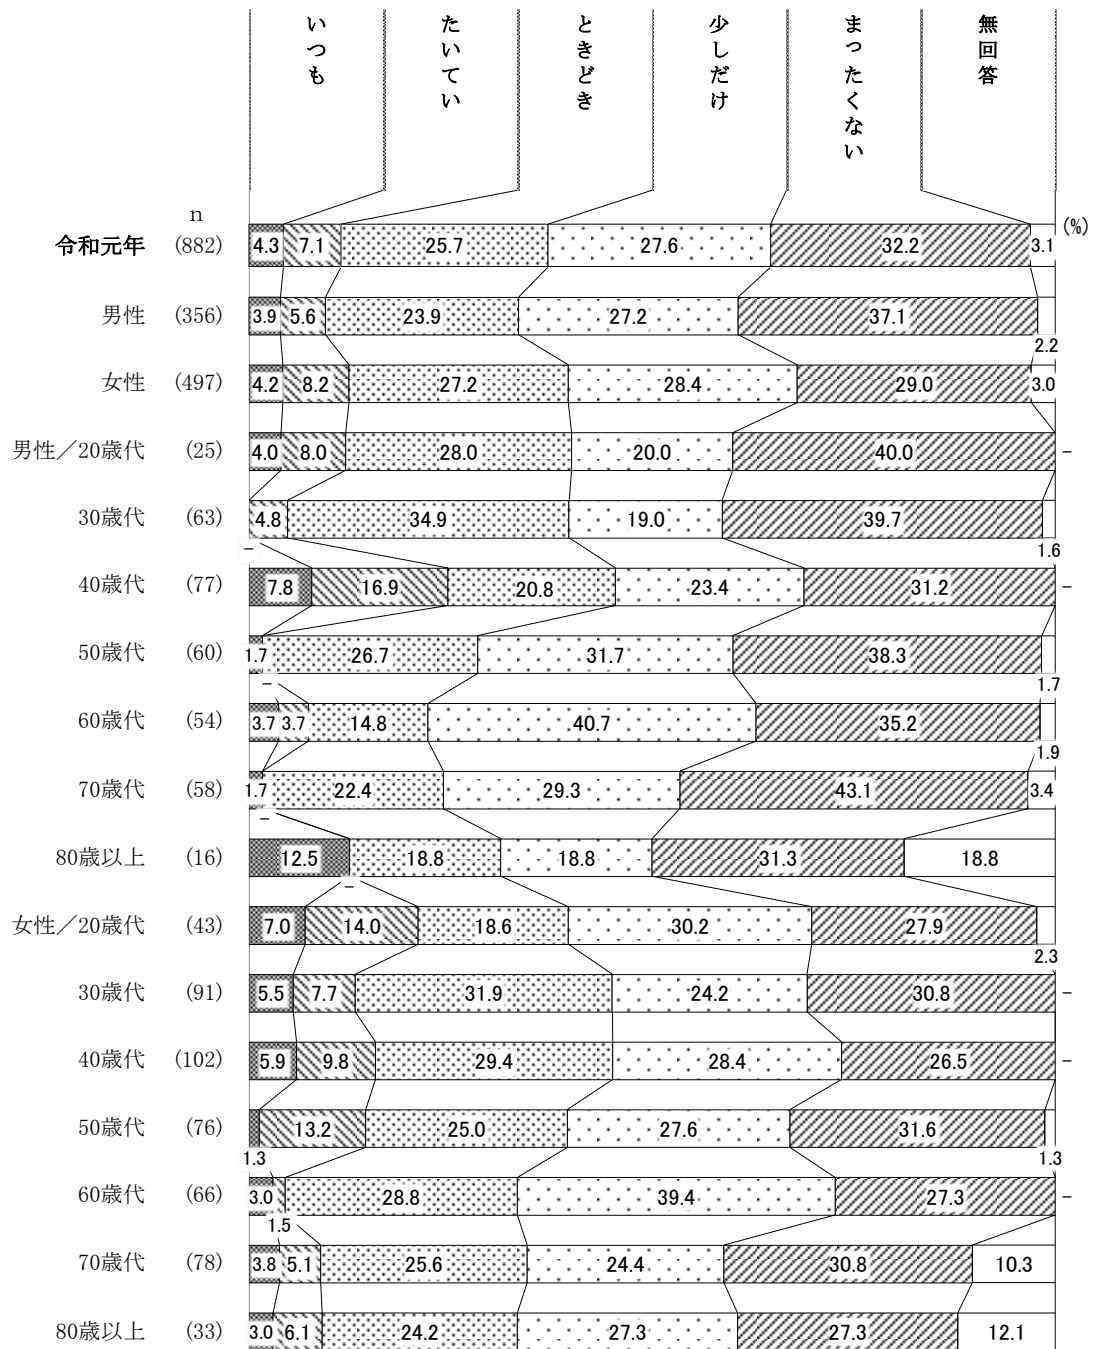 いつも
たいてい
ときどき
少しだけ
まったくない
無回答
n
(%)
令和元年 (882) 4.3 7.1 25.7 27.6 32.2 3.1
男性 (356) 3.9 5.6 23.9 27.2 37.1 2.2
女性 (497) 4.2 8.2 27.2 28.4 29.0 3.0
男性／20歳代 (25) 4.0 8.0 28.0 20.0 40.0 -
30歳代 (63) - 4.8 34.9 19.0 39.7 1.6
40歳代 (77) 7.8 16.9 20.8 23.4 31.2 -
50歳代 (60) 1.7 - 26.7 31.7 38.3 1.7
60歳代 (54) 3.7 3.7 14.8 40.7 35.2 1.9
70歳代 (58) 1.7 - 22.4 29.3 43.1 3.4
80歳以上 (16) 12.5 - 18.8 18.8 31.3 18.8
女性／20歳代 (43) 7.0 14.0 18.6 30.2 27.9 2.3
30歳代 (91) 5.5 7.7 31.9 24.2 30.8 -
40歳代 (102) 5.9 9.8 29.4 28.4 26.5 -
50歳代 (76) 1.3 13.2 25.0 27.6 31.6 1.3
60歳代 (66) 3.0 1.5 28.8 39.4 27.3 -
70歳代 (78) 3.8 5.1 25.6 24.4 30.8 10.3
80歳以上 (33) 3.0 6.1 24.2 27.3 27.3 12.1